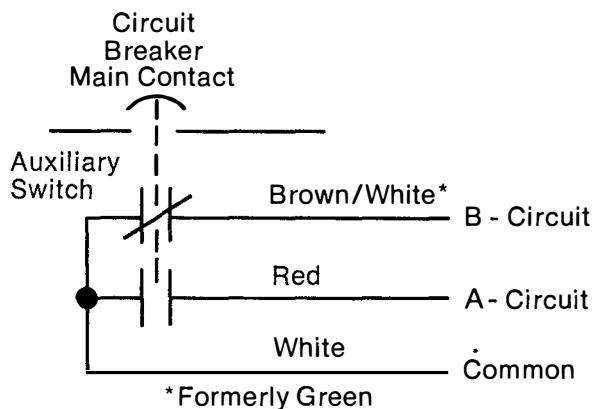 Circuit
Breaker
Main Contact
Auxiliary
Switch
Brown/White*
B - Circuit
Red
A - Circuit
White
Common
*Formerly Green